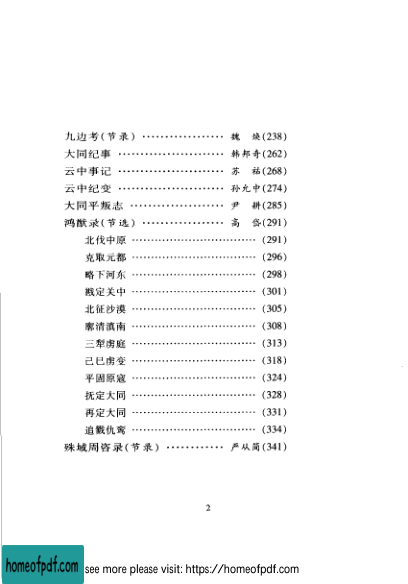 九边考(节录) ·················· 魏 焕(238)
大同纪事 ······················· 韩邦奇(262)
云中事记 ······················· 苏 祐(268)
云中纪变 ······················· 孙允中(274)
大同平叛志 ····················· 尹 耕(285)
鸿猷录(节选) ·················· 高 岱(291)
北伐中原 ·································· (291)
克取元都 ·································· (296)
略下河东 ·································· (298)
戡定关中 ·································· (301)
北征沙漠 ·································· (305)
廓清滇南 ·································· (308)
三犁虏庭 ·································· (313)
己巳虏变 ·································· (318)
平固原寇 ·································· (324)
抚定大同 ·································· (328)
再定大同 ·································· (331)
追戮仇鸾 ·································· (334)
殊域周咨录(节录) ············ 严从简(341)
2
homeofpdf.com
see more please visit: https://homeofpdf.com